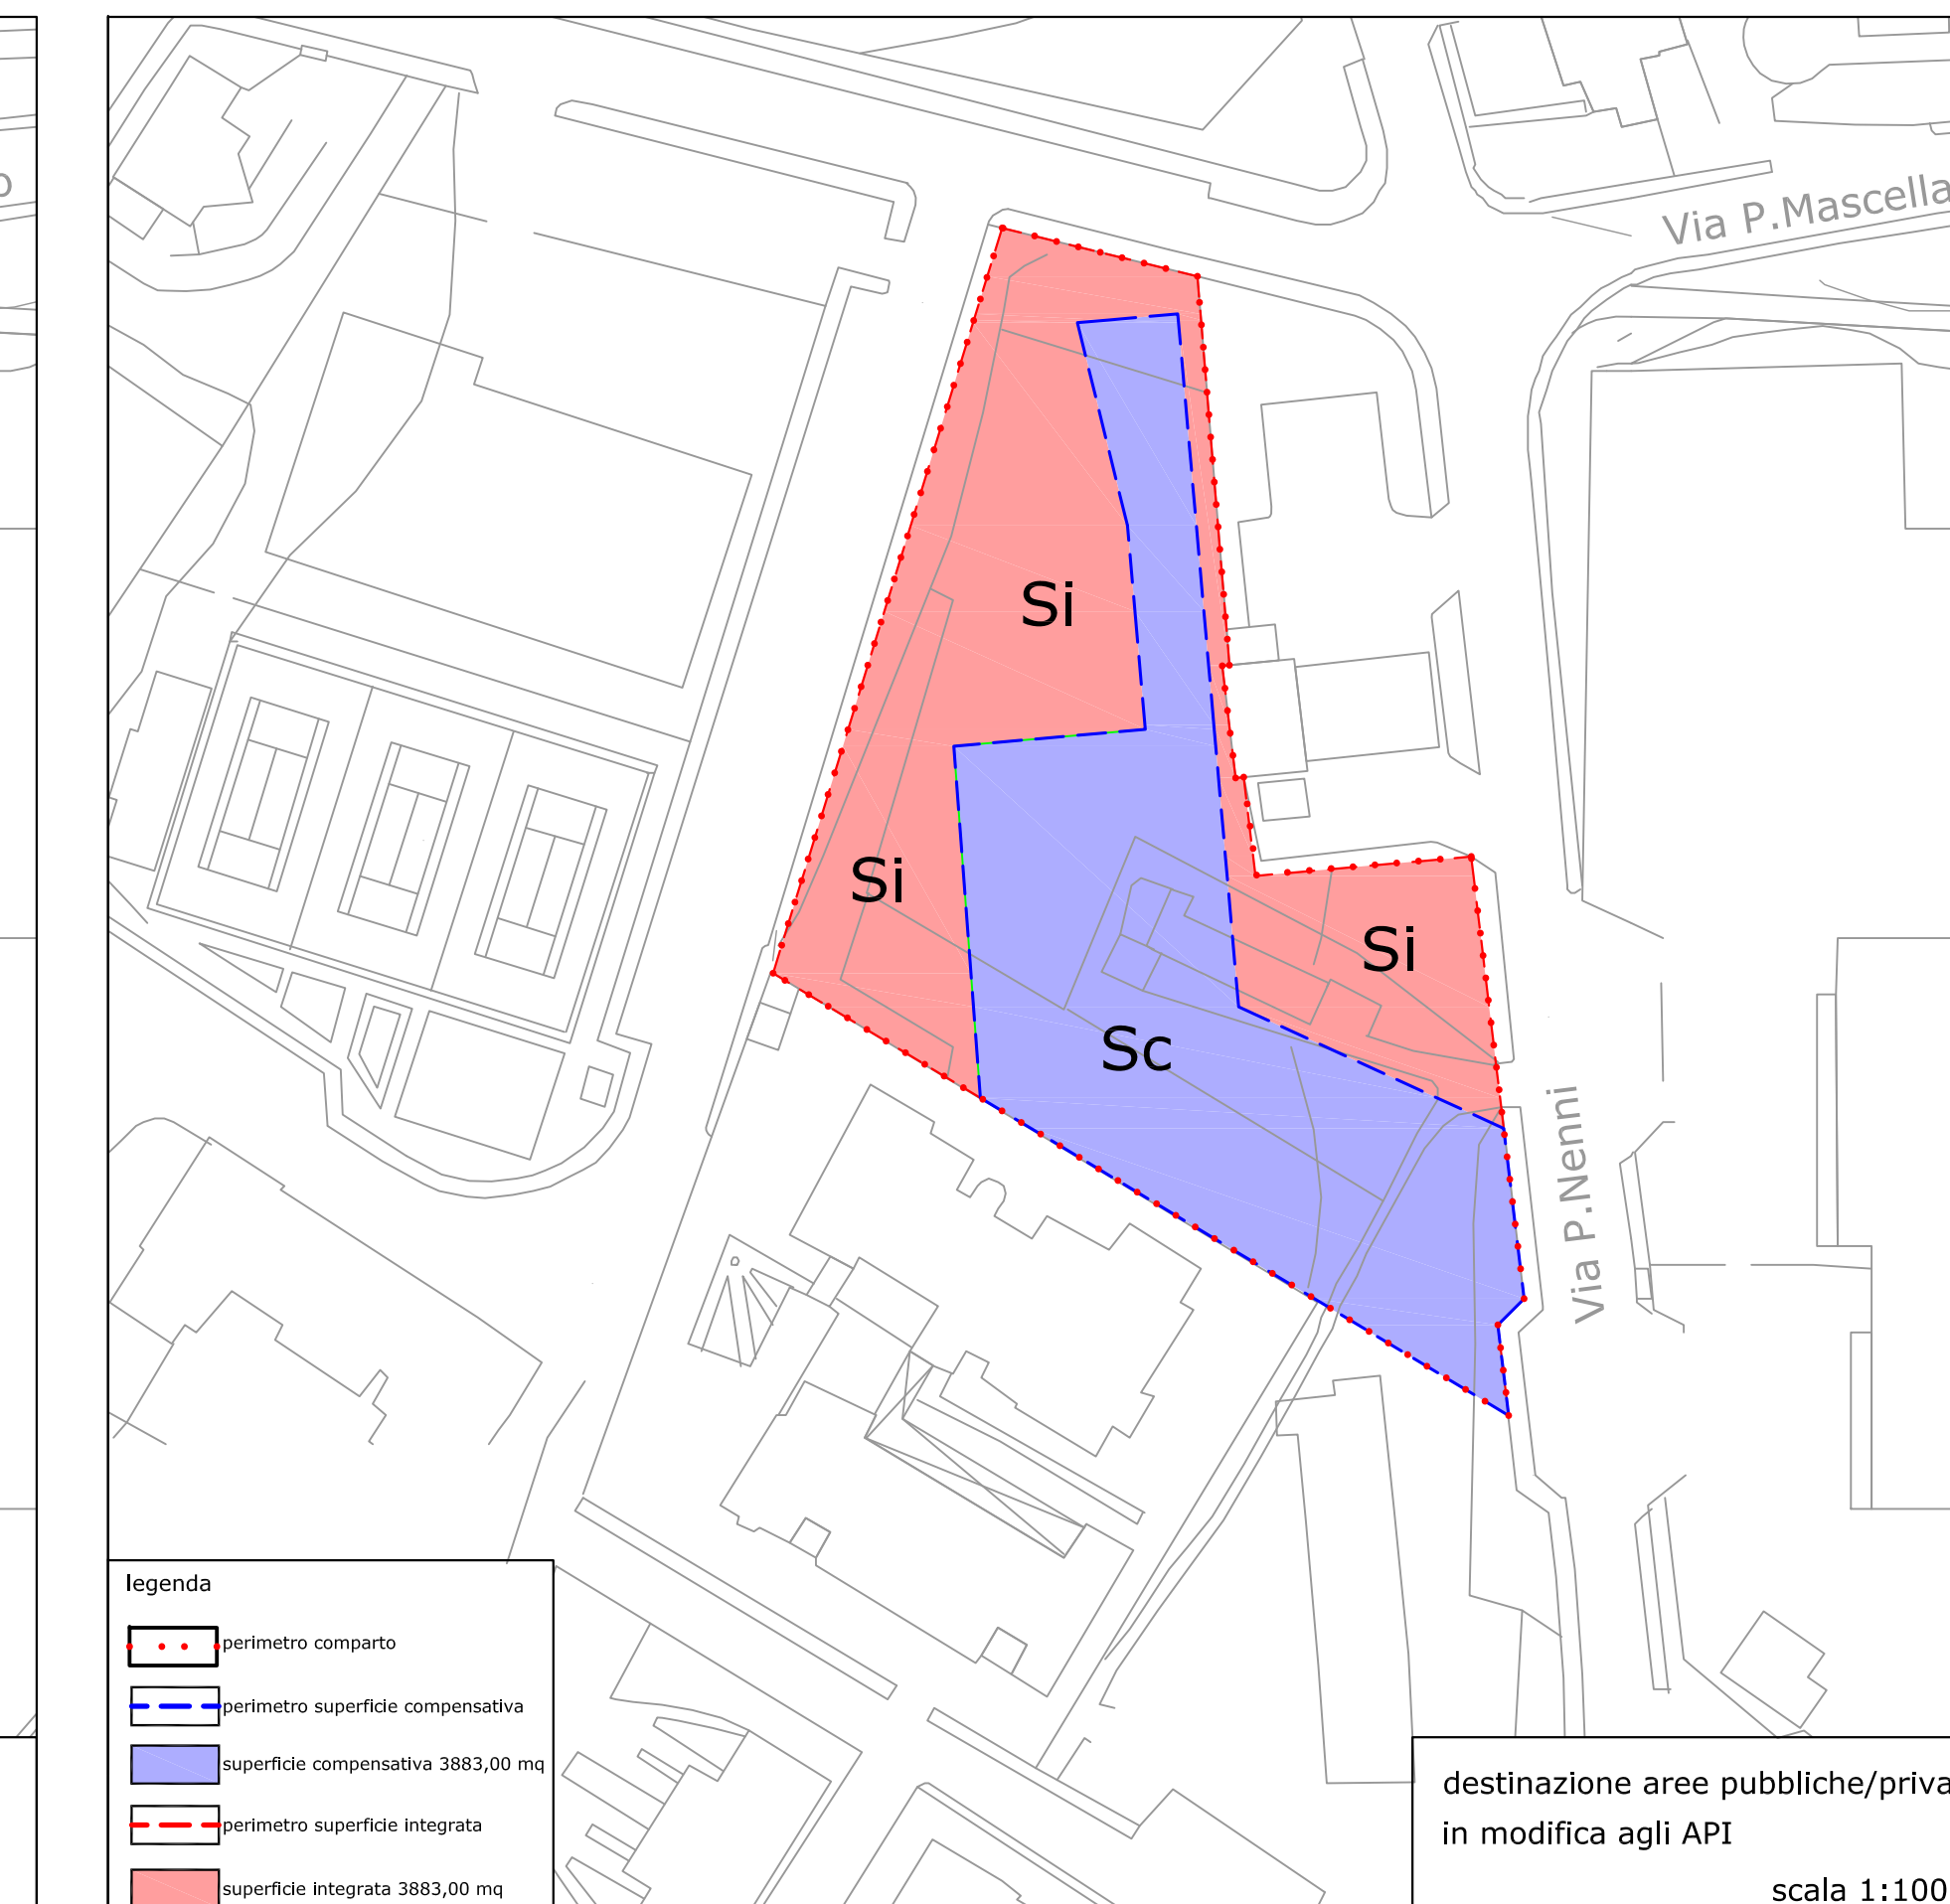 Via P.Mascella
Si
Si
Si
Sc
Via P.Nenni
legenda
perimetro comparto
perimetro superficie compensativa
superficie compensativa 3883,00 mq
perimetro superficie integrata
superficie integrata 3883,00 mq
destinazione aree pubbliche/priva
in modifica agli API
scala 1:100